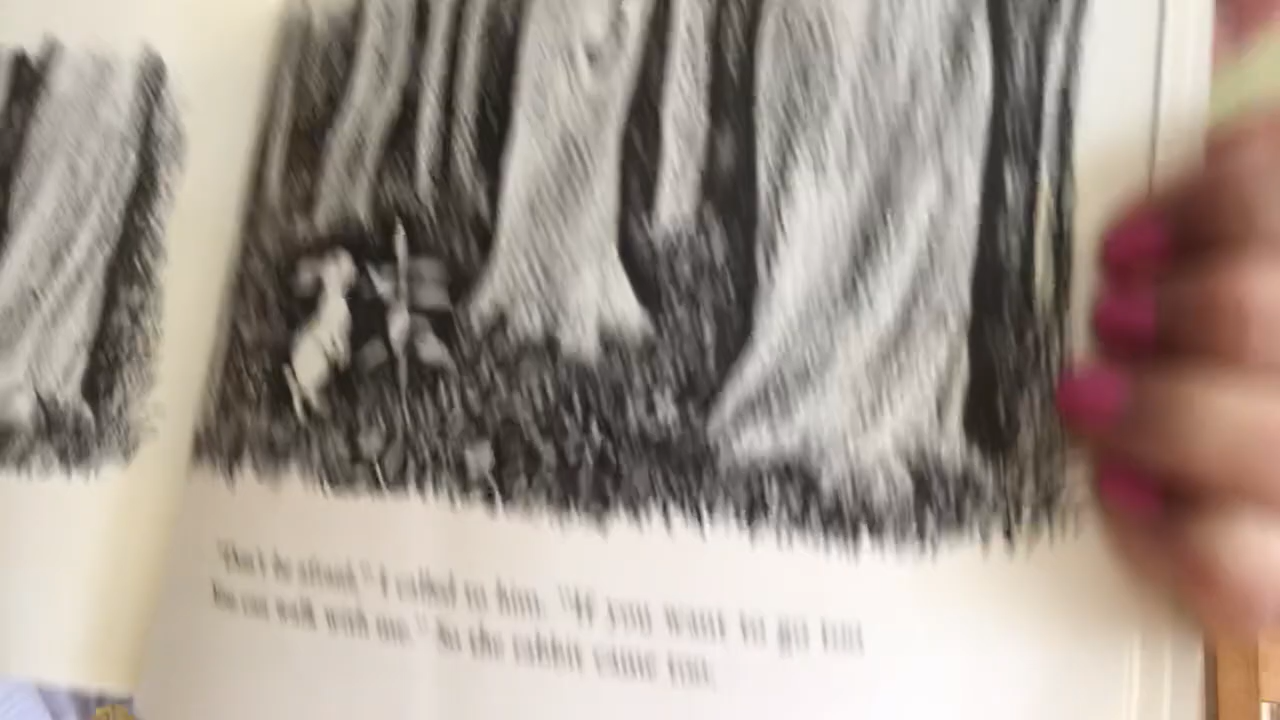 "Don't be afraid," I called to him. "If you want to go too
you can walk with me." So the rabbit came too.